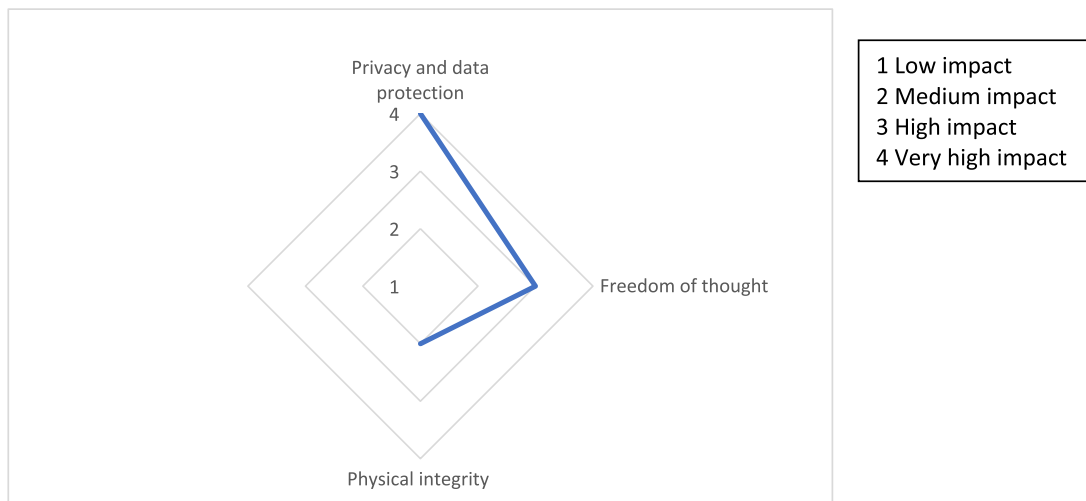 Privacy and data
protection
4
3
2
1
Freedom of thought
Physical integrity
1 Low impact
2 Medium impact
3 High impact
4 Very high impact